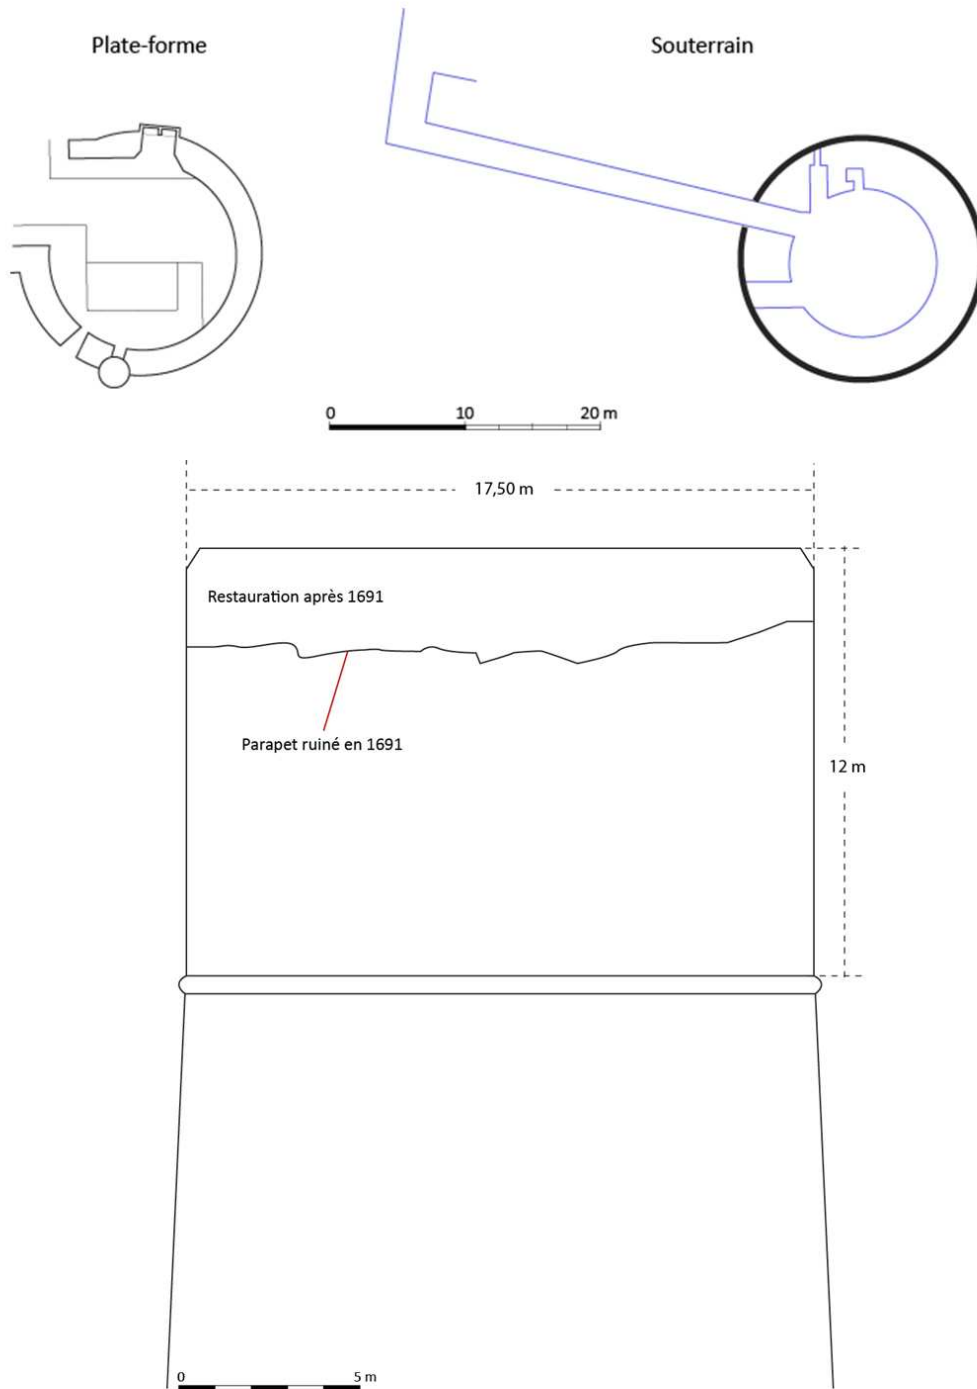 Plate-forme
Souterrain
0 10 20 m
17,50 m
Restauration après 1691
Parapet ruiné en 1691
12 m
0 5 m